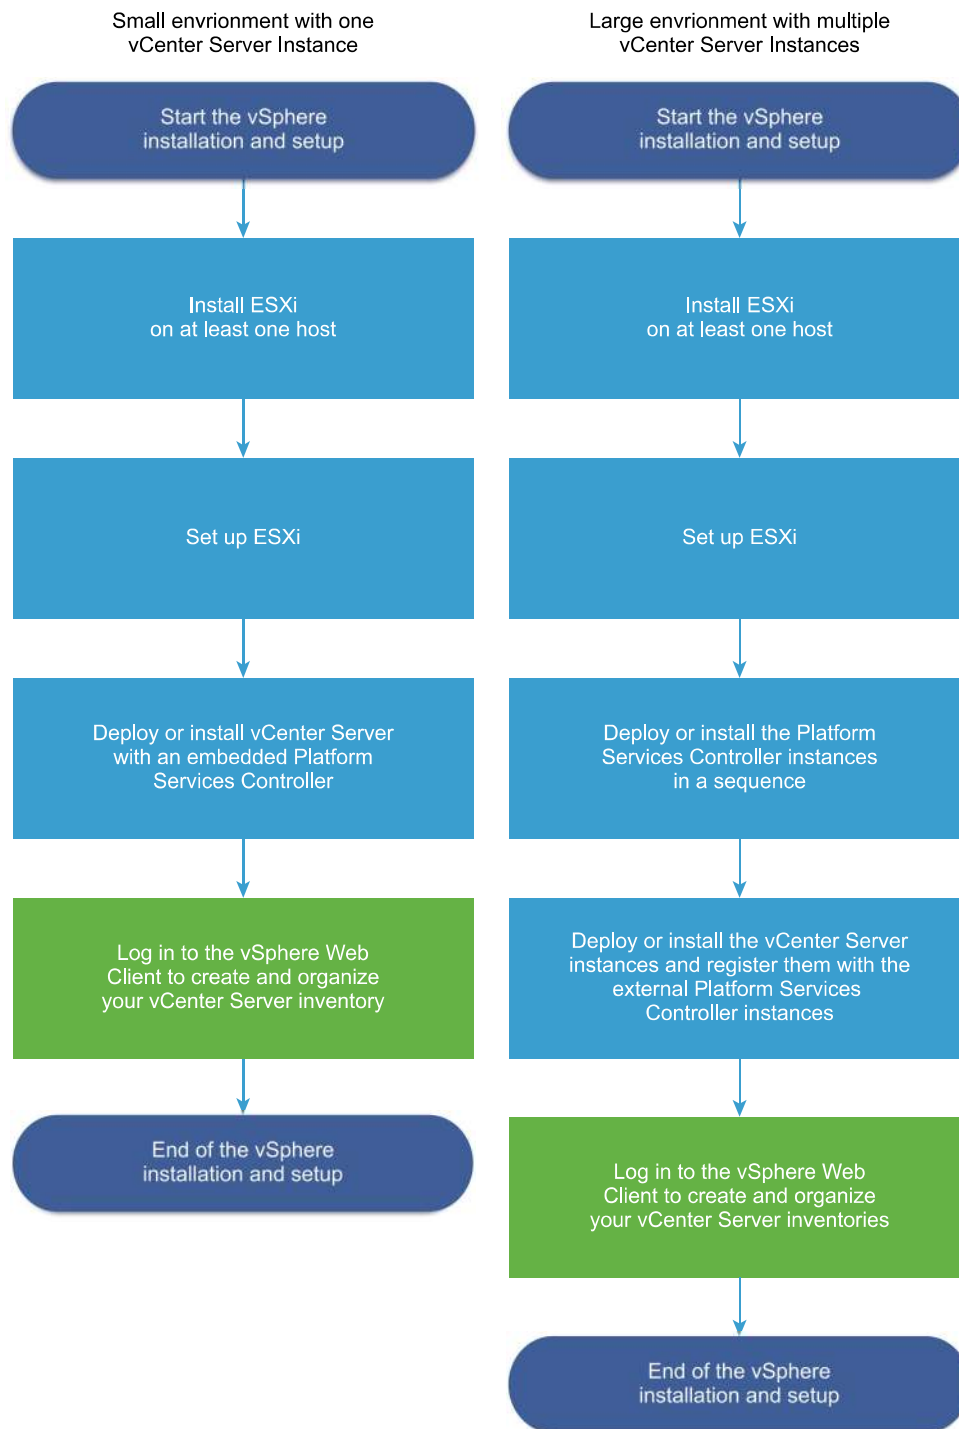 Small envrionment with one
vCenter Server Instance
Start the vSphere
installation and setup
Install ESXi
on at least one host
Set up ESXi
Deploy or install vCenter Server
with an embedded Platform
Services Controller
Log in to the vSphere Web
Client to create and organize
your vCenter Server inventory
End of the vSphere
installation and setup
Large envrionment with multiple
vCenter Server Instances
Start the vSphere
installation and setup
Install ESXi
on at least one host
Set up ESXi
Deploy or install the Platform
Services Controller instances
in a sequence
Deploy or install the vCenter Server
instances and register them with the
external Platform Services
Controller instances
Log in to the vSphere Web
Client to create and organize
your vCenter Server inventories
End of the vSphere
installation and setup